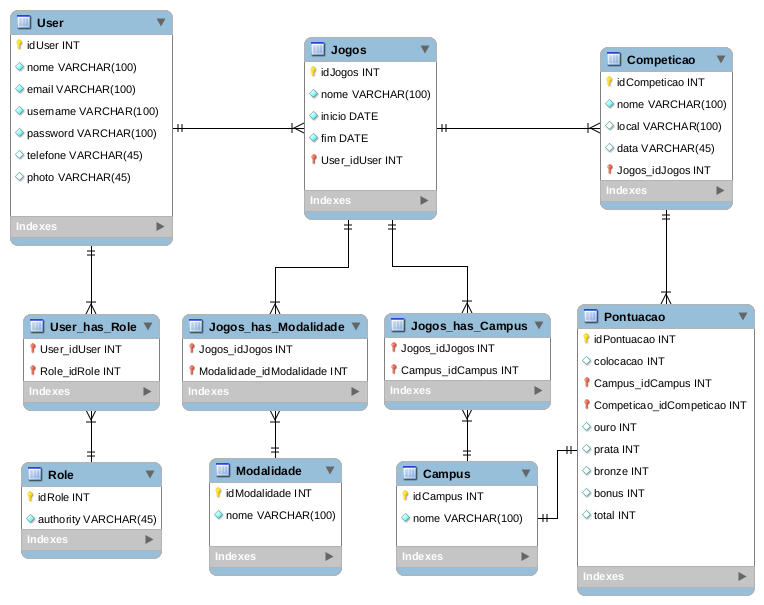 User
idUser INT
nome VARCHAR(100)
email VARCHAR(100)
username VARCHAR(100)
password VARCHAR(100)
telefone VARCHAR(45)
photo VARCHAR(45)
Indexes
Jogos
idJogos INT
nome VARCHAR(100)
inicio DATE
fim DATE
User_idUser INT
Indexes
Competicao
idCompeticao INT
nome VARCHAR(100)
local VARCHAR(100)
data VARCHAR(45)
Jogos_idJogos INT
Indexes
User_has_Role
User_idUser INT
Role_idRole INT
Indexes
Jogos_has_Modalidade
Jogos_idJogos INT
Modalidade_idModalidade INT
Indexes
Jogos_has_Campus
Jogos_idJogos INT
Campus_idCampus INT
Indexes
Pontuacao
idPontuacao INT
colocacao INT
Campus_idCampus INT
Competicao_idCompeticao INT
ouro INT
prata INT
bronze INT
bonus INT
total INT
Indexes
Role
idRole INT
authority VARCHAR(45)
Indexes
Modalidade
idModalidade INT
nome VARCHAR(100)
Indexes
Campus
idCampus INT
nome VARCHAR(100)
Indexes